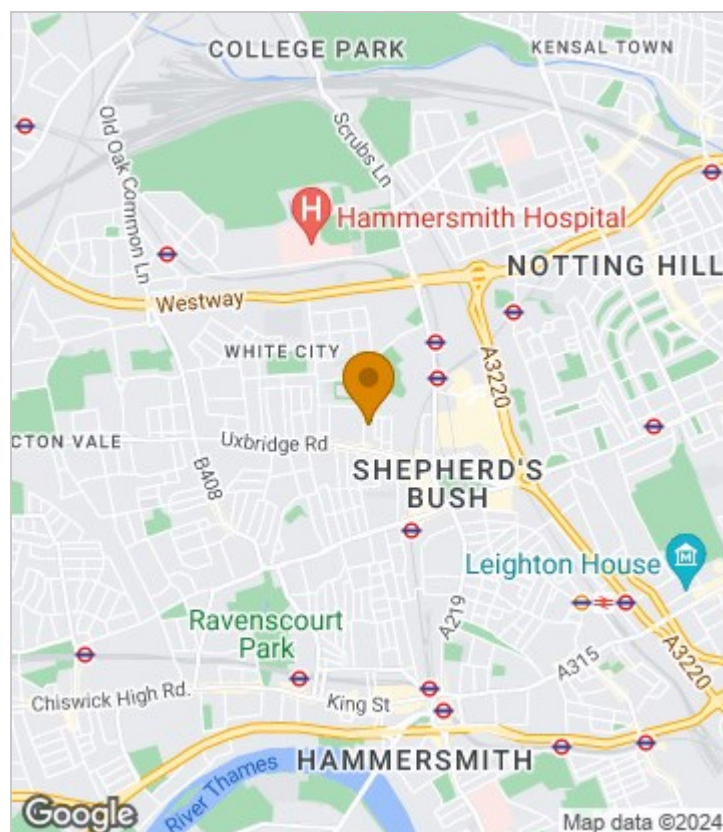 COLLEGE PARK
KENSAL TOWN
Old Oak Common Ln
Scrubs Ln
H
Hammersmith Hospital
NOTTING HILL
Westway
A3220
WHITE CITY
CTON VALE
Uxbridge Rd
SHEPHERD'S
BUSH
B408
Leighton House
A219
Ravenscourt
Park
A315
A3220
Chiswick High Rd.
King St
HAMMERSMITH
River Thames
Google
Map data ©2024